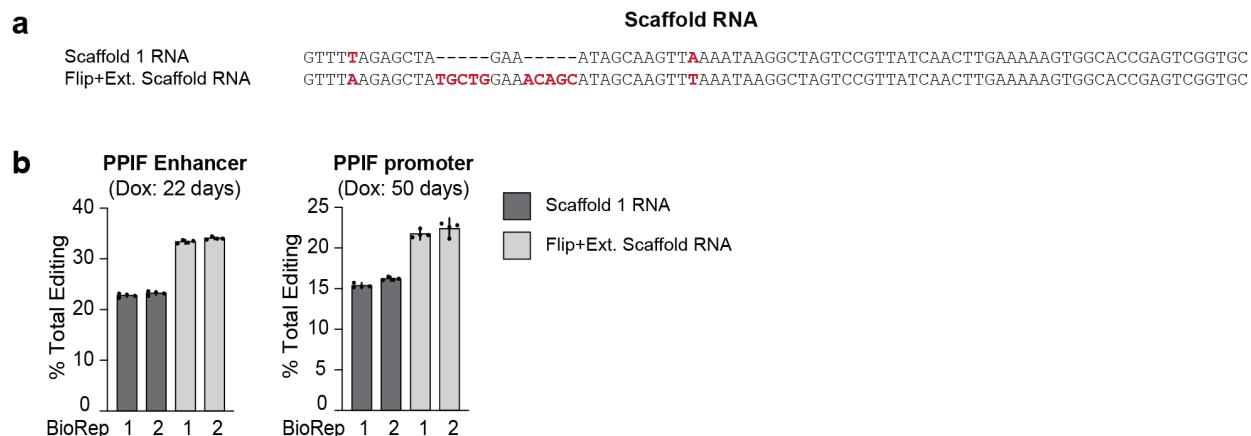 a
Scaffold RNA
Scaffold 1 RNA GTTTTAGAGCTA-----GAA-----ATAGCAAGTTAAAATAAGGCTAGTCCGTTATCAACTTGAAAAAGTGGCACCGAGTCGGTGC
Flip+Ext. Scaffold RNA GTTTAAGAGCTATGCTGGAAACAGCATAGCAAGTTTAAATAAGGCTAGTCCGTTATCAACTTGAAAAAGTGGCACCGAGTCGGTGC
b
PPIF Enhancer
(Dox: 22 days)
% Total Editing
40
30
20
10
0
BioRep 1 2 1 2
PPIF promoter
(Dox: 50 days)
% Total Editing
25
20
15
10
5
0
BioRep 1 2 1 2
Scaffold 1 RNA
Flip+Ext. Scaffold RNA